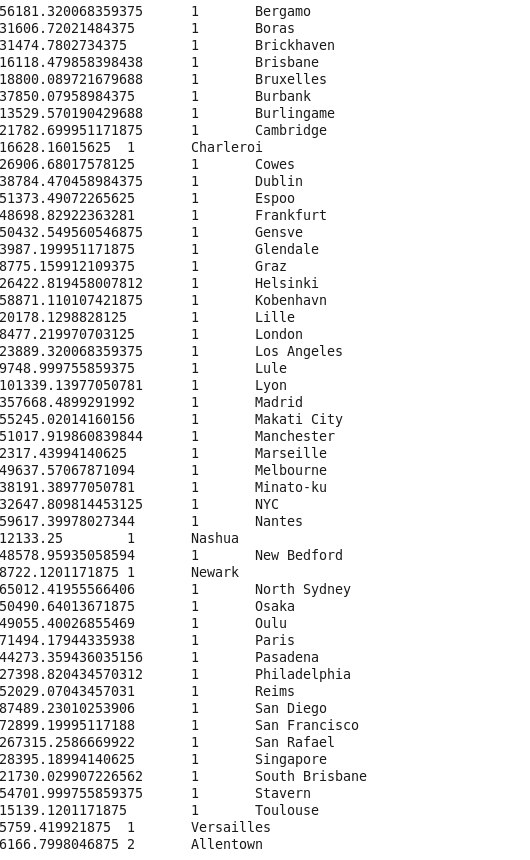 56181.320068359375 1 Bergamo
31606.72021484375 1 Boras
31474.7802734375 1 Brickhaven
16118.479858398438 1 Brisbane
18800.089721679688 1 Bruxelles
37850.07958984375 1 Burbank
13529.570190429688 1 Burlingame
21782.699951171875 1 Cambridge
16628.16015625 1 Charleroi
26906.68017578125 1 Cowes
38784.470458984375 1 Dublin
51373.49072265625 1 Espoo
48698.82922363281 1 Frankfurt
50432.549560546875 1 Gensve
3987.199951171875 1 Glendale
8775.159912109375 1 Graz
26422.819458007812 1 Helsinki
58871.110107421875 1 Kobenhavn
20178.1298828125 1 Lille
8477.219970703125 1 London
23889.320068359375 1 Los Angeles
9748.999755859375 1 Lule
101339.13977050781 1 Lyon
357668.4899291992 1 Madrid
55245.02014160156 1 Makati City
51017.919860839844 1 Manchester
2317.43994140625 1 Marseille
49637.57067871094 1 Melbourne
38191.38977050781 1 Minato-ku
32647.809814453125 1 NYC
59617.39978027344 1 Nantes
12133.25 1 Nashua
48578.95935058594 1 New Bedford
8722.1201171875 1 Newark
65012.41955566406 1 North Sydney
50490.64013671875 1 Osaka
49055.40026855469 1 Oulu
71494.17944335938 1 Paris
44273.359436035156 1 Pasadena
27398.820434570312 1 Philadelphia
52029.07043457031 1 Reims
87489.23010253906 1 San Diego
72899.19995117188 1 San Francisco
267315.2586669922 1 San Rafael
28395.18994140625 1 Singapore
21730.029907226562 1 South Brisbane
54701.999755859375 1 Stavern
15139.1201171875 1 Toulouse
5759.419921875 1 Versailles
6166.7998046875 2 Allentown